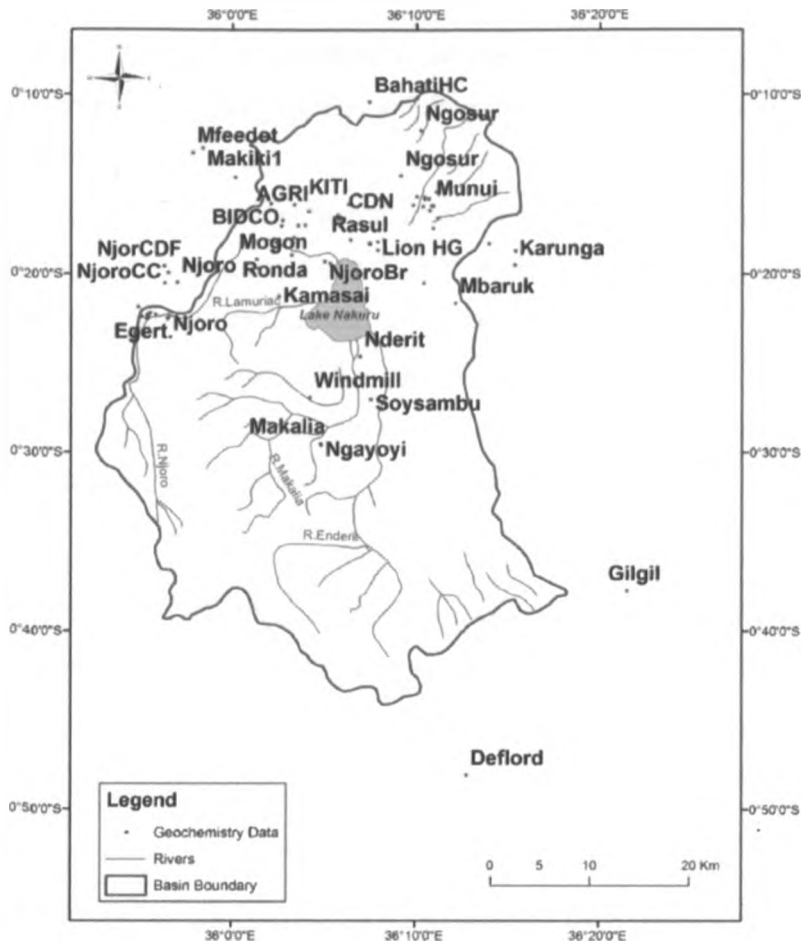 36°0'0"E 36°10'0"E 36°20'0"E
0°10'0"S 0°10'0"S
BahatiHC
Ngosur
Mfeedot
Makiki1
Ngosur
AGRI KITI
CDN
Munui
BIDCO
Rasul
NjorCDF
Mogon
Lion HG
Karunga
NjoroCC
Njoro
Ronda
NjoroBr
0°20'0"S 0°20'0"S
Mbaruk
Kamasai
R.Lamuriac
Lake Nakuru
Egert.
Njoro
Nderit
Windmill
Soysambu
Makalia
Ngayoyi
0°30'0"S 0°30'0"S
R.Njoro
R.Makalia
R.Enderit
Gilgil
0°40'0"S 0°40'0"S
Deflord
0°50'0"S 0°50'0"S
Legend
Geochemistry Data
Rivers
Basin Boundary
0 5 10 20 Km
36°0'0"E 36°10'0"E 36°20'0"E